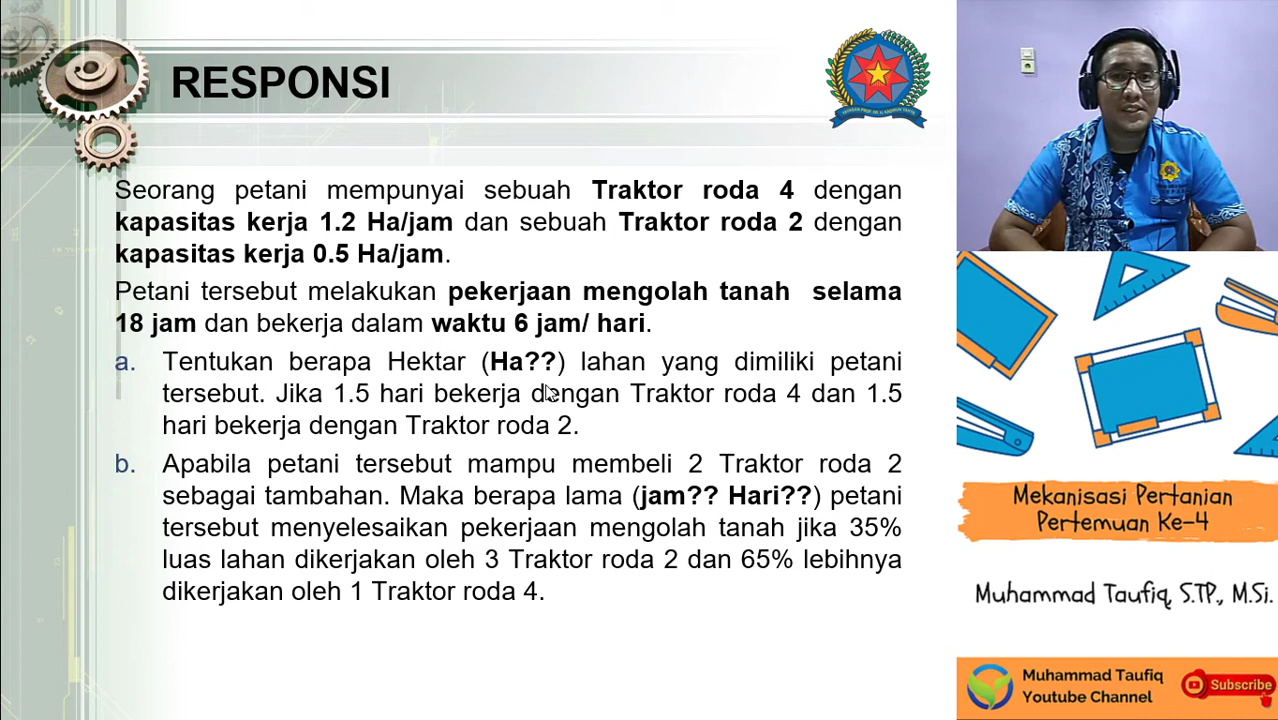 RESPONSI
Seorang petani mempunyai sebuah Traktor roda 4 dengan
kapasitas kerja 1.2 Ha/jam dan sebuah Traktor roda 2 dengan
kapasitas kerja 0.5 Ha/jam.
Petani tersebut melakukan pekerjaan mengolah tanah selama
18 jam dan bekerja dalam waktu 6 jam/ hari.
a. Tentukan berapa Hektar (Ha??) lahan yang dimiliki petani
tersebut. Jika 1.5 hari bekerja dengan Traktor roda 4 dan 1.5
hari bekerja dengan Traktor roda 2.
b. Apabila petani tersebut mampu membeli 2 Traktor roda 2
sebagai tambahan. Maka berapa lama (jam?? Hari??) petani
tersebut menyelesaikan pekerjaan mengolah tanah jika 35%
luas lahan dikerjakan oleh 3 Traktor roda 2 dan 65% lebihnya
dikerjakan oleh 1 Traktor roda 4.
Mekanisasi Pertanian
Pertemuan Ke-4
Muhammad Taufiq, S.TP., M.Si.
Muhammad Taufiq
Youtube Channel
Subscribe